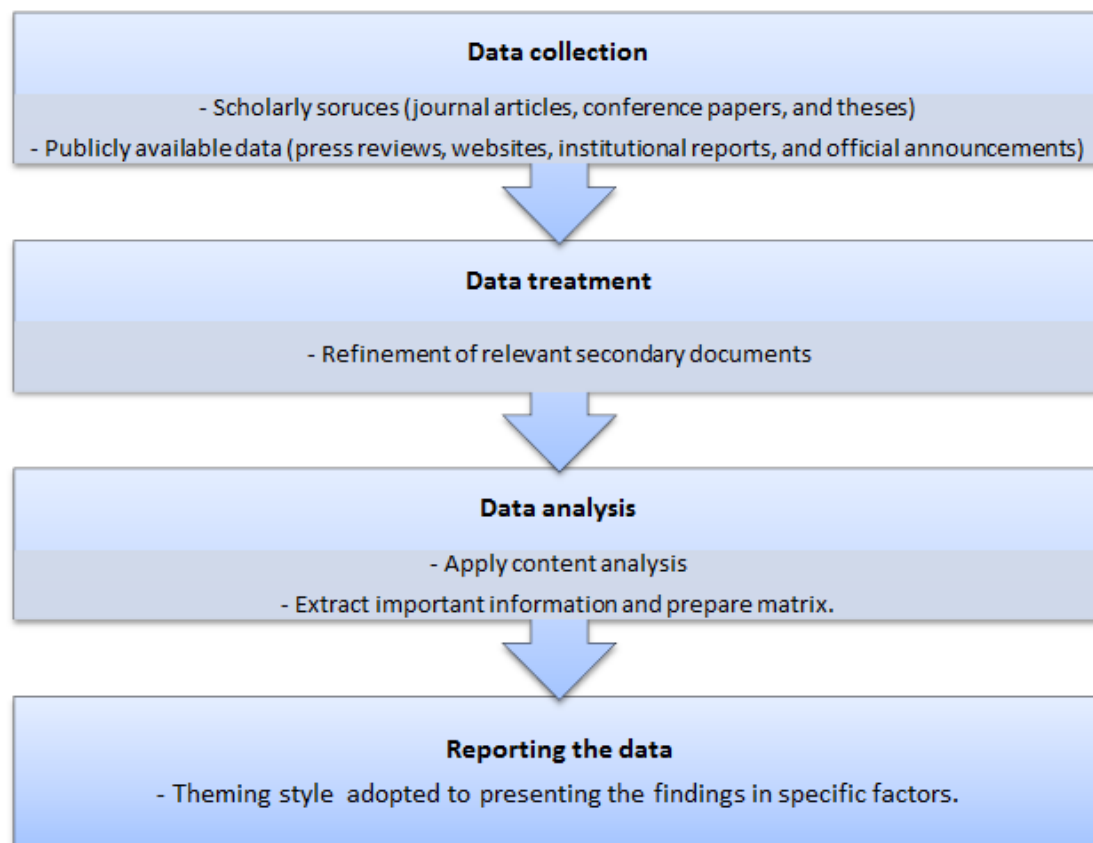 Data collection
- Scholarly soruces (journal articles, conference papers, and theses)
- Publicly available data (press reviews, websites, institutional reports, and official announcements)
Data treatment
- Refinement of relevant secondary documents
Data analysis
- Apply content analysis
- Extract important information and prepare matrix.
Reporting the data
- Theming style adopted to presenting the findings in specific factors.